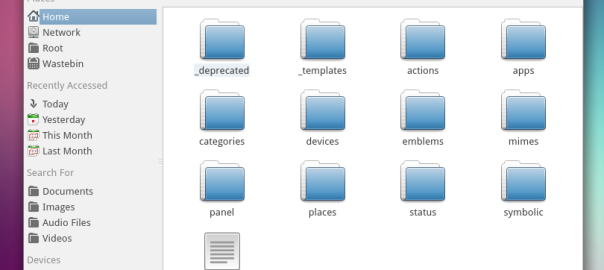 Places
Home
Network
Root
Wastebin
Recently Accessed
Today
Yesterday
This Month
Last Month
Search For
Documents
Images
Audio Files
Videos
Devices
_deprecated
_templates
actions
apps
categories
devices
emblems
mimes
panel
places
status
symbolic